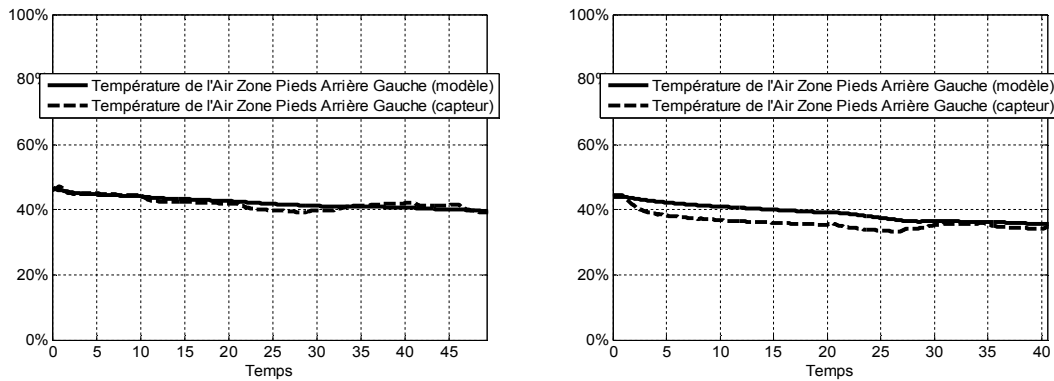 100%
80%
Température de l'Air Zone Pieds Arrière Gauche (modèle)
Température de l'Air Zone Pieds Arrière Gauche (capteur)
60%
40%
20%
0%
0 5 10 15 20 25 30 35 40 45
Temps
100%
80%
Température de l'Air Zone Pieds Arrière Gauche (modèle)
Température de l'Air Zone Pieds Arrière Gauche (capteur)
60%
40%
20%
0%
0 5 10 15 20 25 30 35 40
Temps